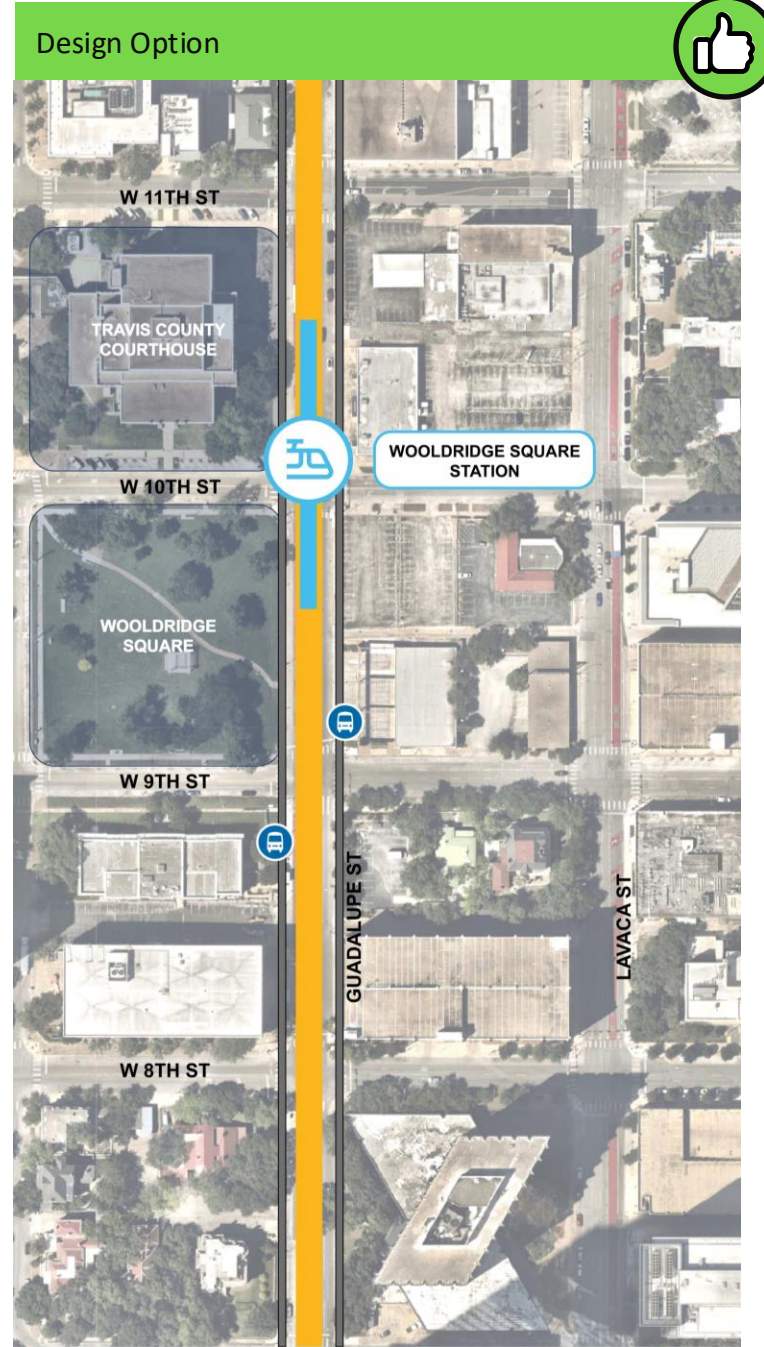 Design Option
W 11TH ST
TRAVIS COUNTY
COURTHOUSE
WOOLDRIDGE SQUARE
STATION
W 10TH ST
WOOLDRIDGE
SQUARE
W 9TH ST
GUADALUPE ST
LAVACA ST
W 8TH ST